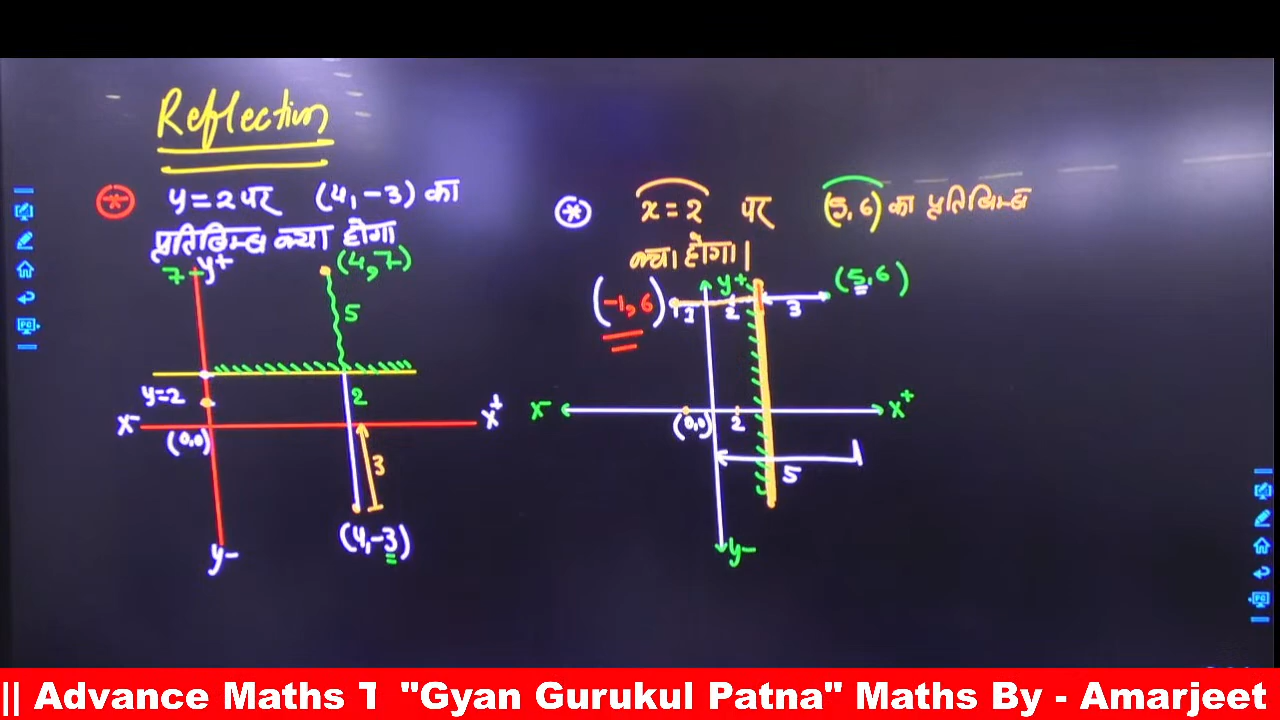 Reflection
* y=2 पर (4,-3) का
प्रतिबिम्ब क्या होगा
7 y+ (4,7)
5
y=2
2
x- x+
(0,0)
3
(4,-3)
y-
* x=2 पर (5,6) का प्रतिबिम्ब
क्या होगा।
(-1,6) y+ (5,6)
1 2 3
x- x+
(0,0) 2
5
y-
|| Advance Maths T "Gyan Gurukul Patna" Maths By - Amarjeet